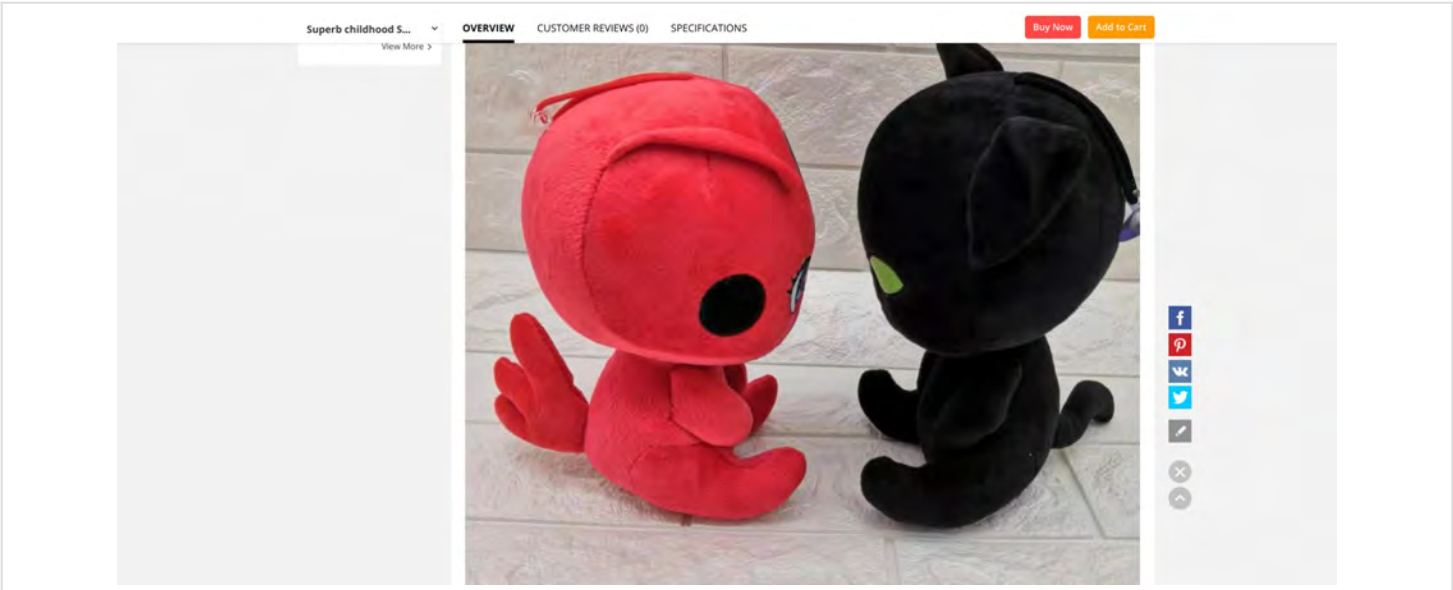 Superb childhood S... OVERVIEW CUSTOMER REVIEWS (0) SPECIFICATIONS Buy Now Add to Cart
View More >